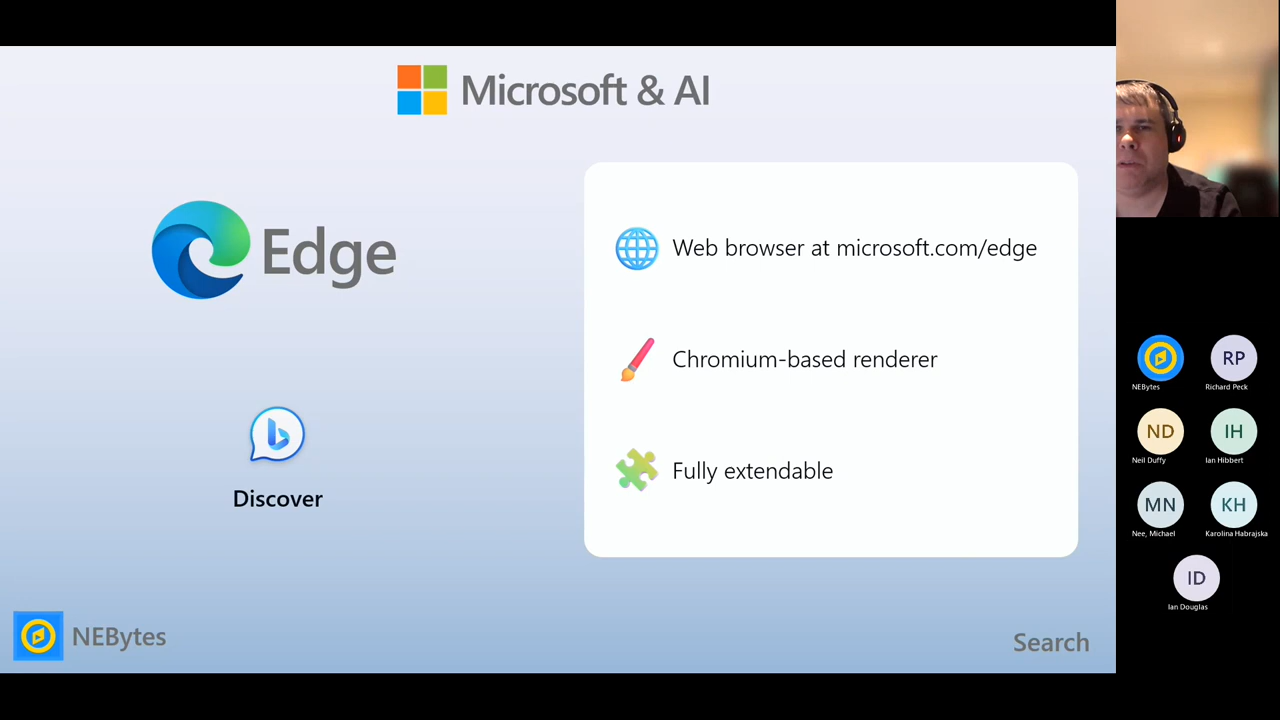 Microsoft & AI
Edge
Discover
Web browser at microsoft.com/edge
Chromium-based renderer
Fully extendable
NEBytes
Search
NEBytes
RP
Richard Peck
ND
Neil Duffy
IH
Ian Hibbert
MN
Nee, Michael
KH
Karolina Habrajska
ID
Ian Douglas